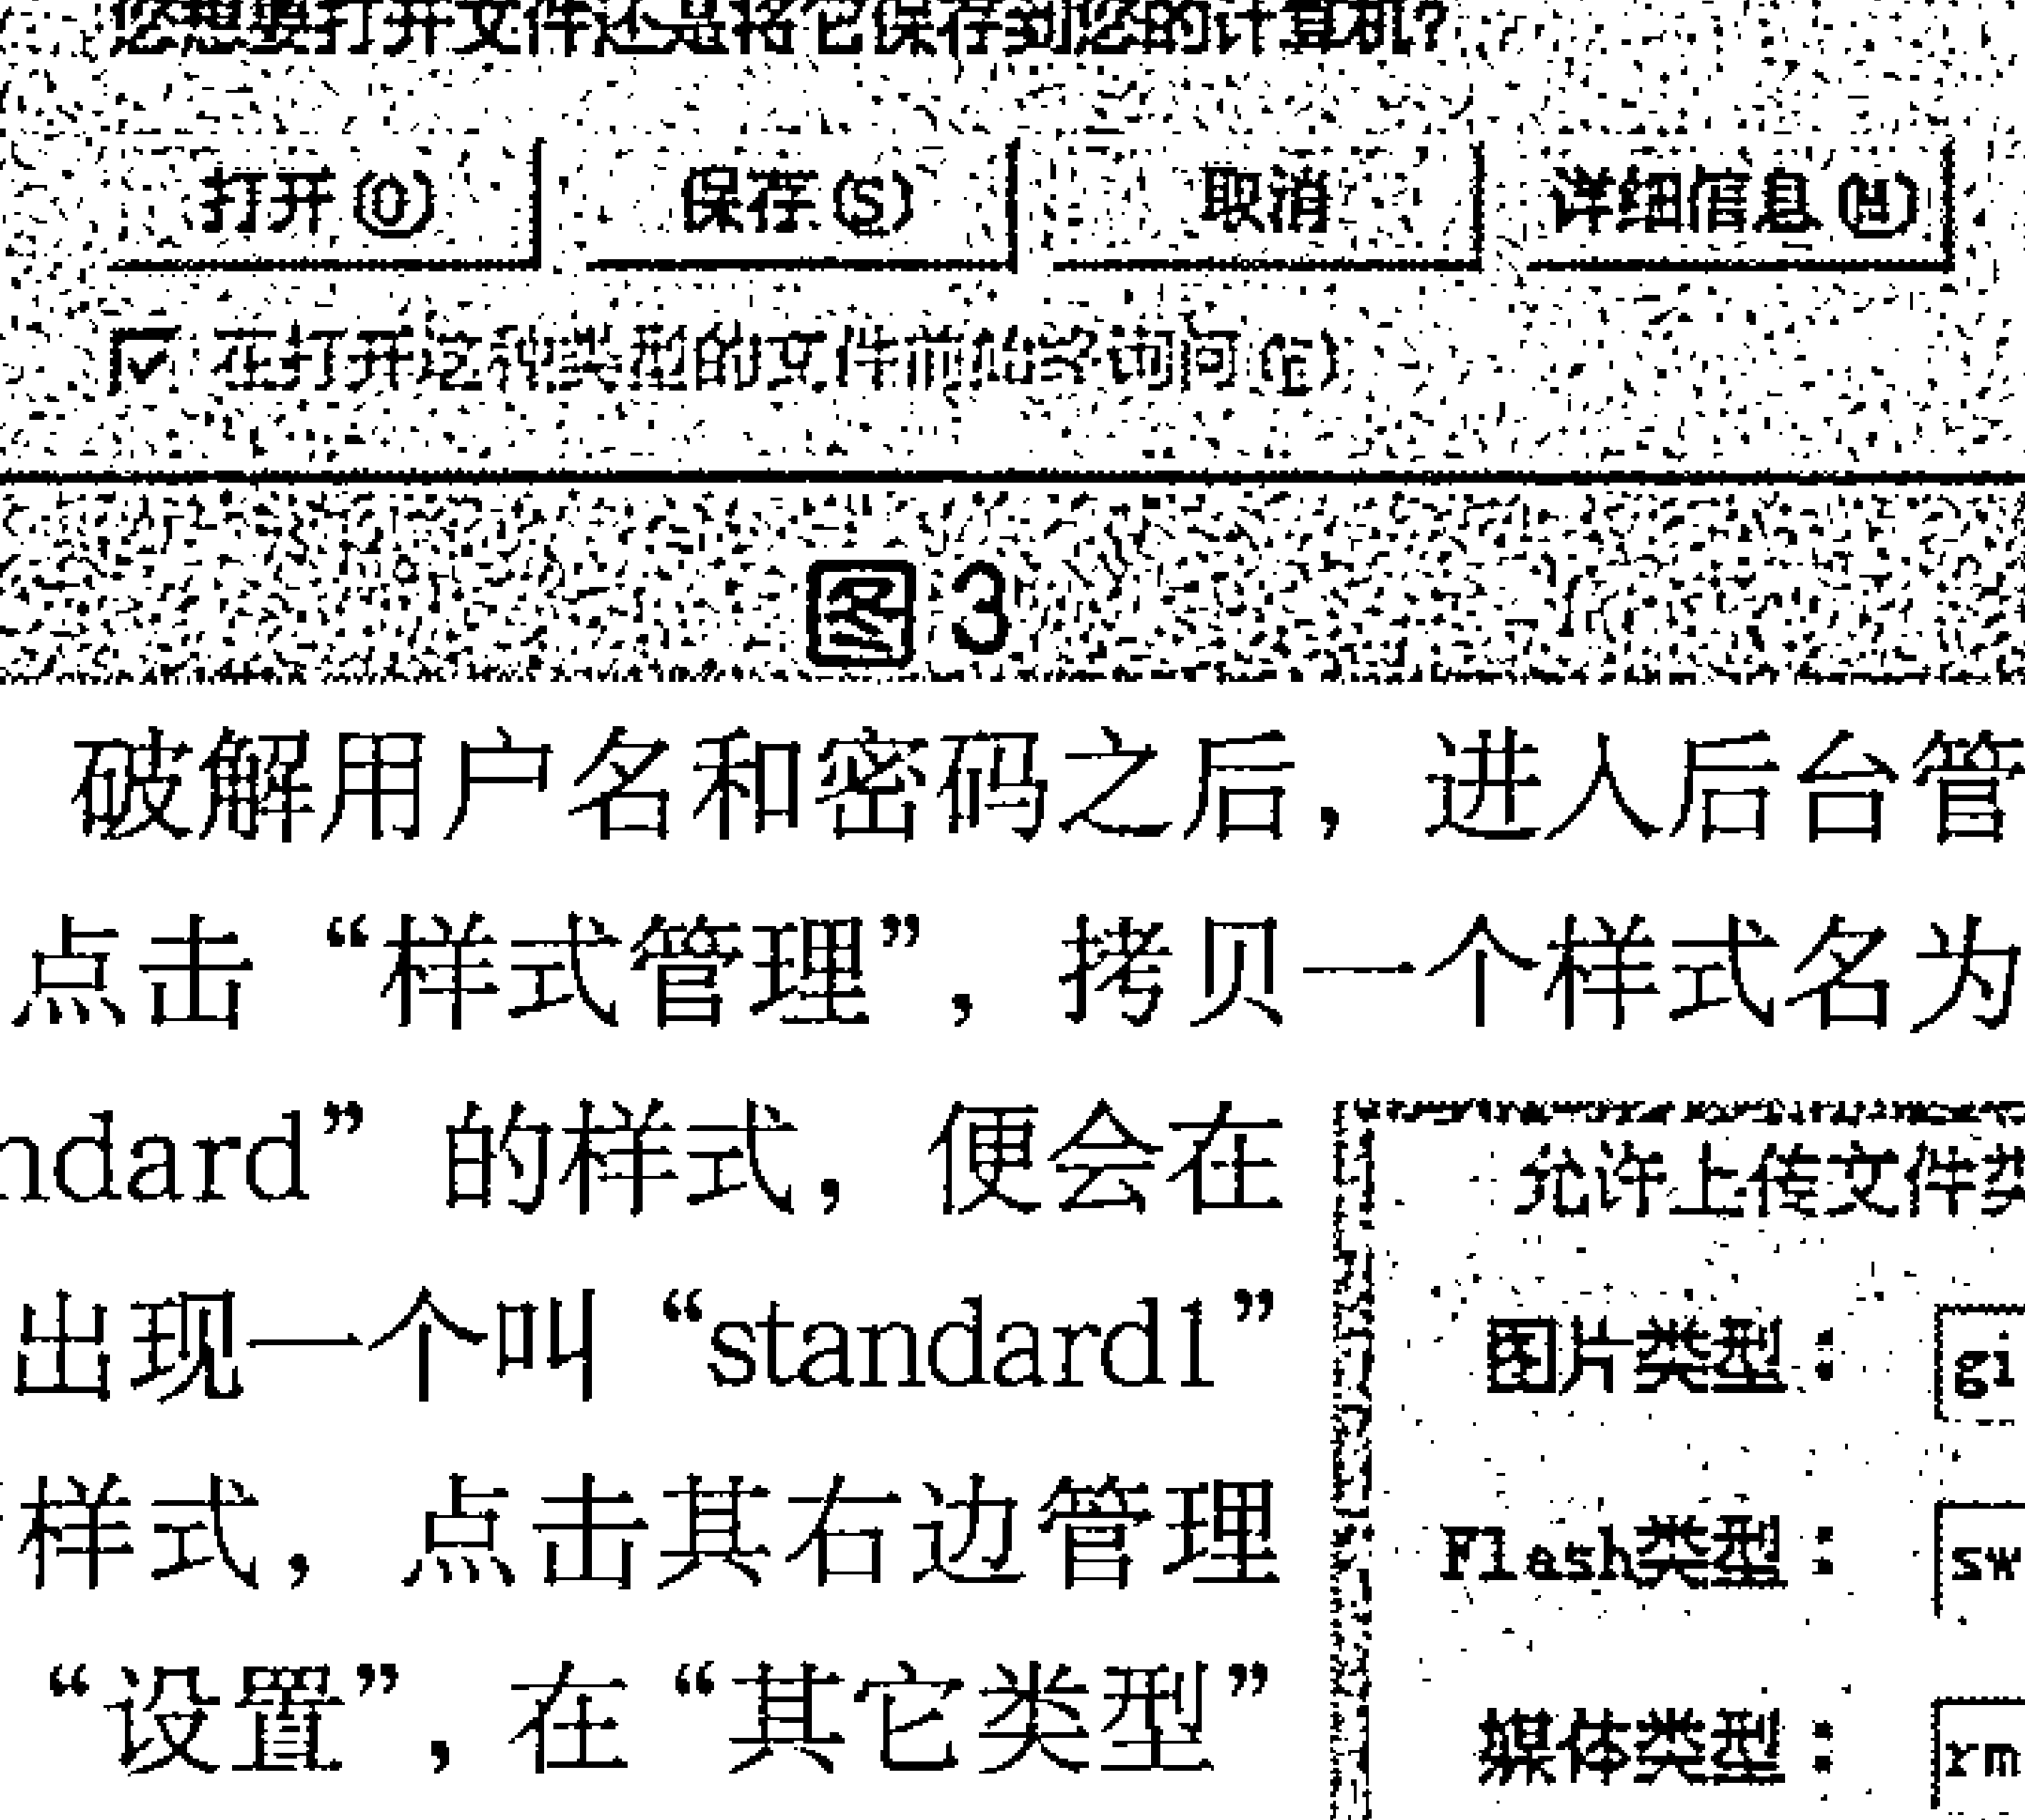 您想要打开文件还是将它保存到您的计算机?
打开(O) 保存(S) 取消 详细信息(M)
在打开这种类型的文件前始终询问(E)
图3
破解用户名和密码之后，进入后台管
点击“样式管理”，拷贝一个样式名为
ndard”的样式，便会在
出现一个叫“standard1”
样式，点击其右边管理
“设置”，在“其它类型”
允许上传文件类
图片类型： gi
Flash类型： sw
媒体类型： rm